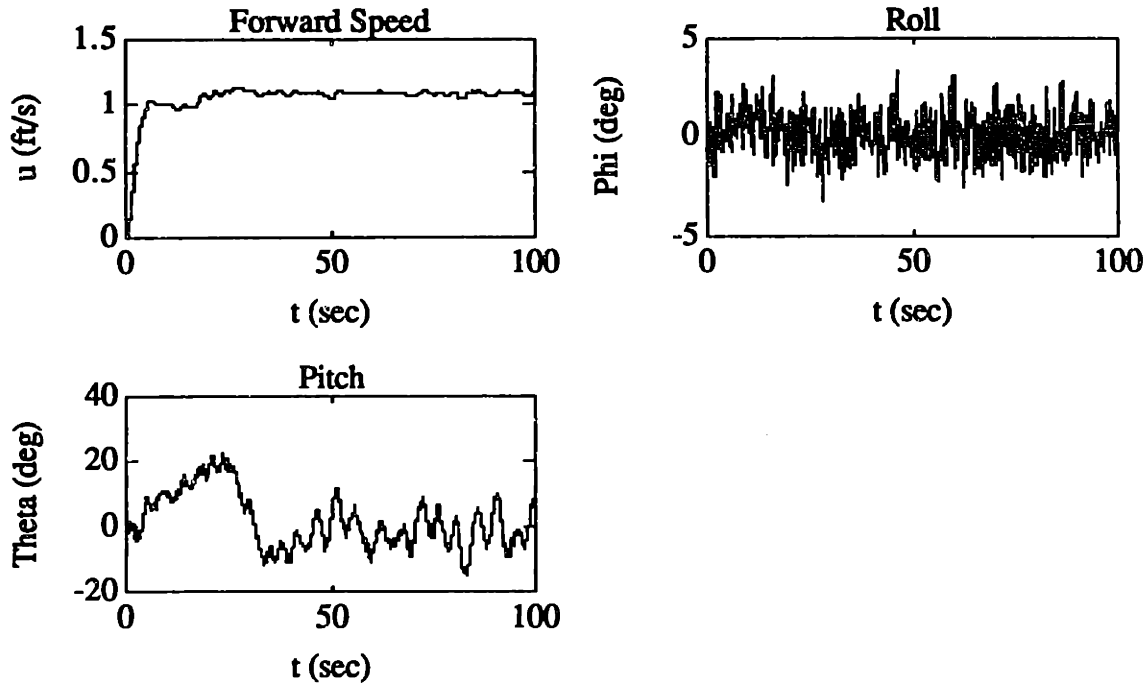 Forward Speed
1.5
1
0.5
0
u (ft/s)
0 50 100
t (sec)
Roll
5
0
-5
Phi (deg)
0 50 100
t (sec)
Pitch
40
20
0
-20
Theta (deg)
0 50 100
t (sec)